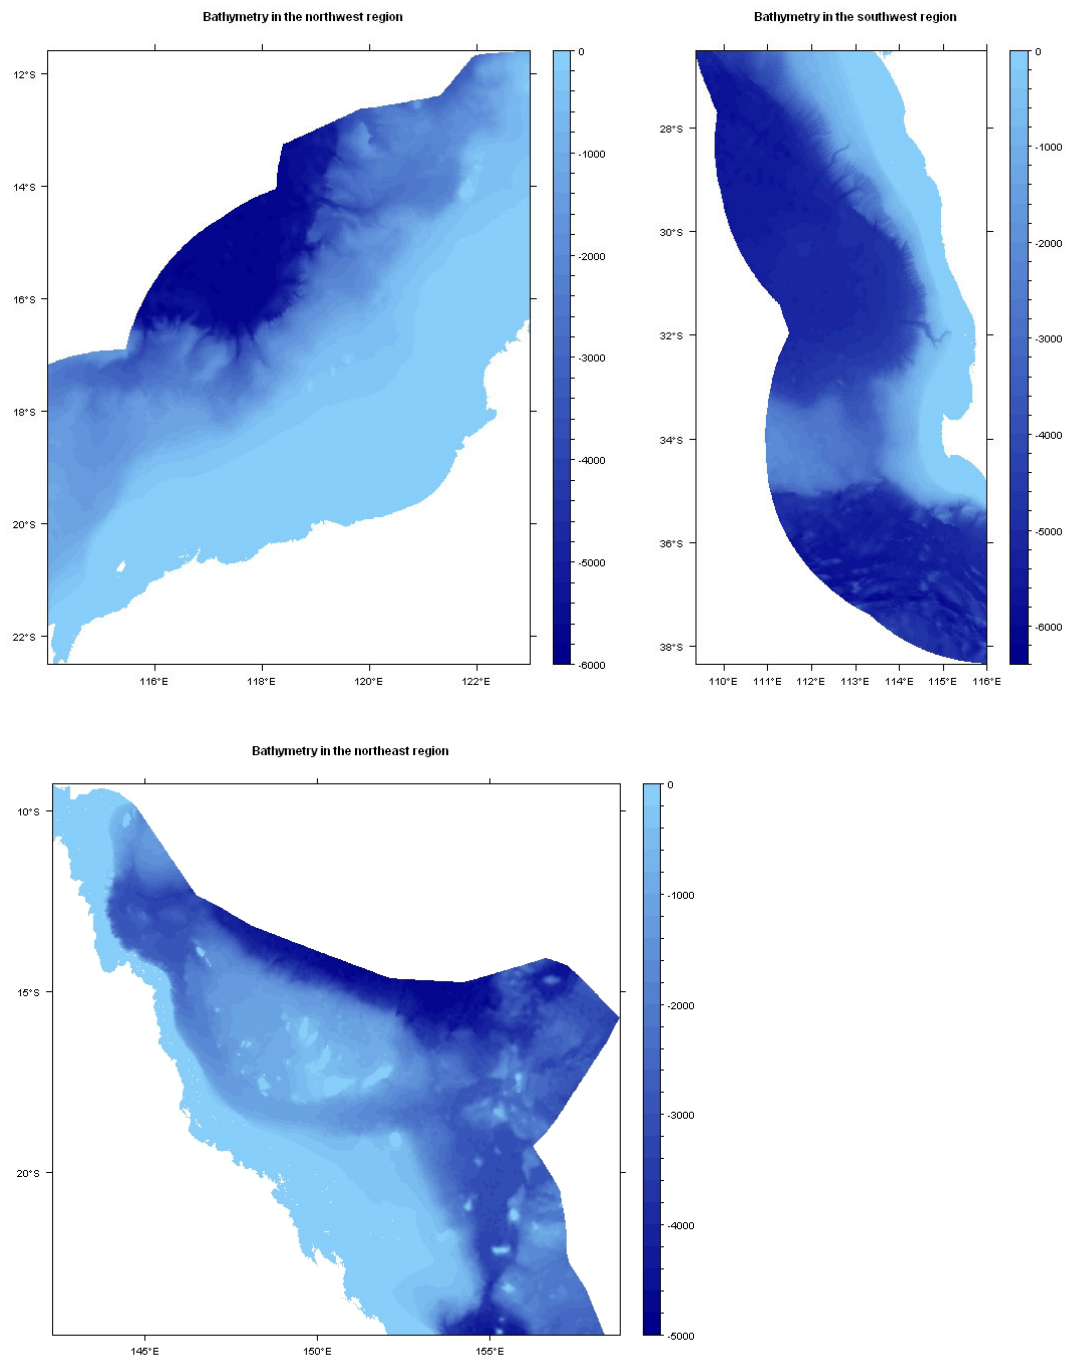 Bathymetry in the northwest region
12°S
14°S
16°S
18°S
20°S
22°S
116°E 118°E 120°E 122°E
0
-1000
-2000
-3000
-4000
-5000
-6000
Bathymetry in the southwest region
28°S
30°S
32°S
34°S
36°S
38°S
110°E 111°E 112°E 113°E 114°E 115°E 116°E
0
-1000
-2000
-3000
-4000
-5000
-6000
Bathymetry in the northeast region
10°S
15°S
20°S
145°E 150°E 155°E
0
-1000
-2000
-3000
-4000
-5000